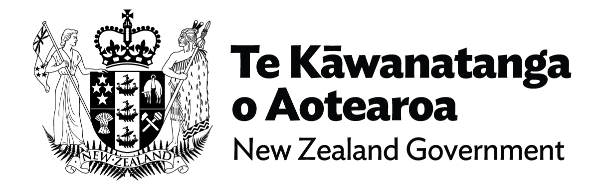 NEW ZEALAND
Te Kāwanatanga
o Aotearoa
New Zealand Government